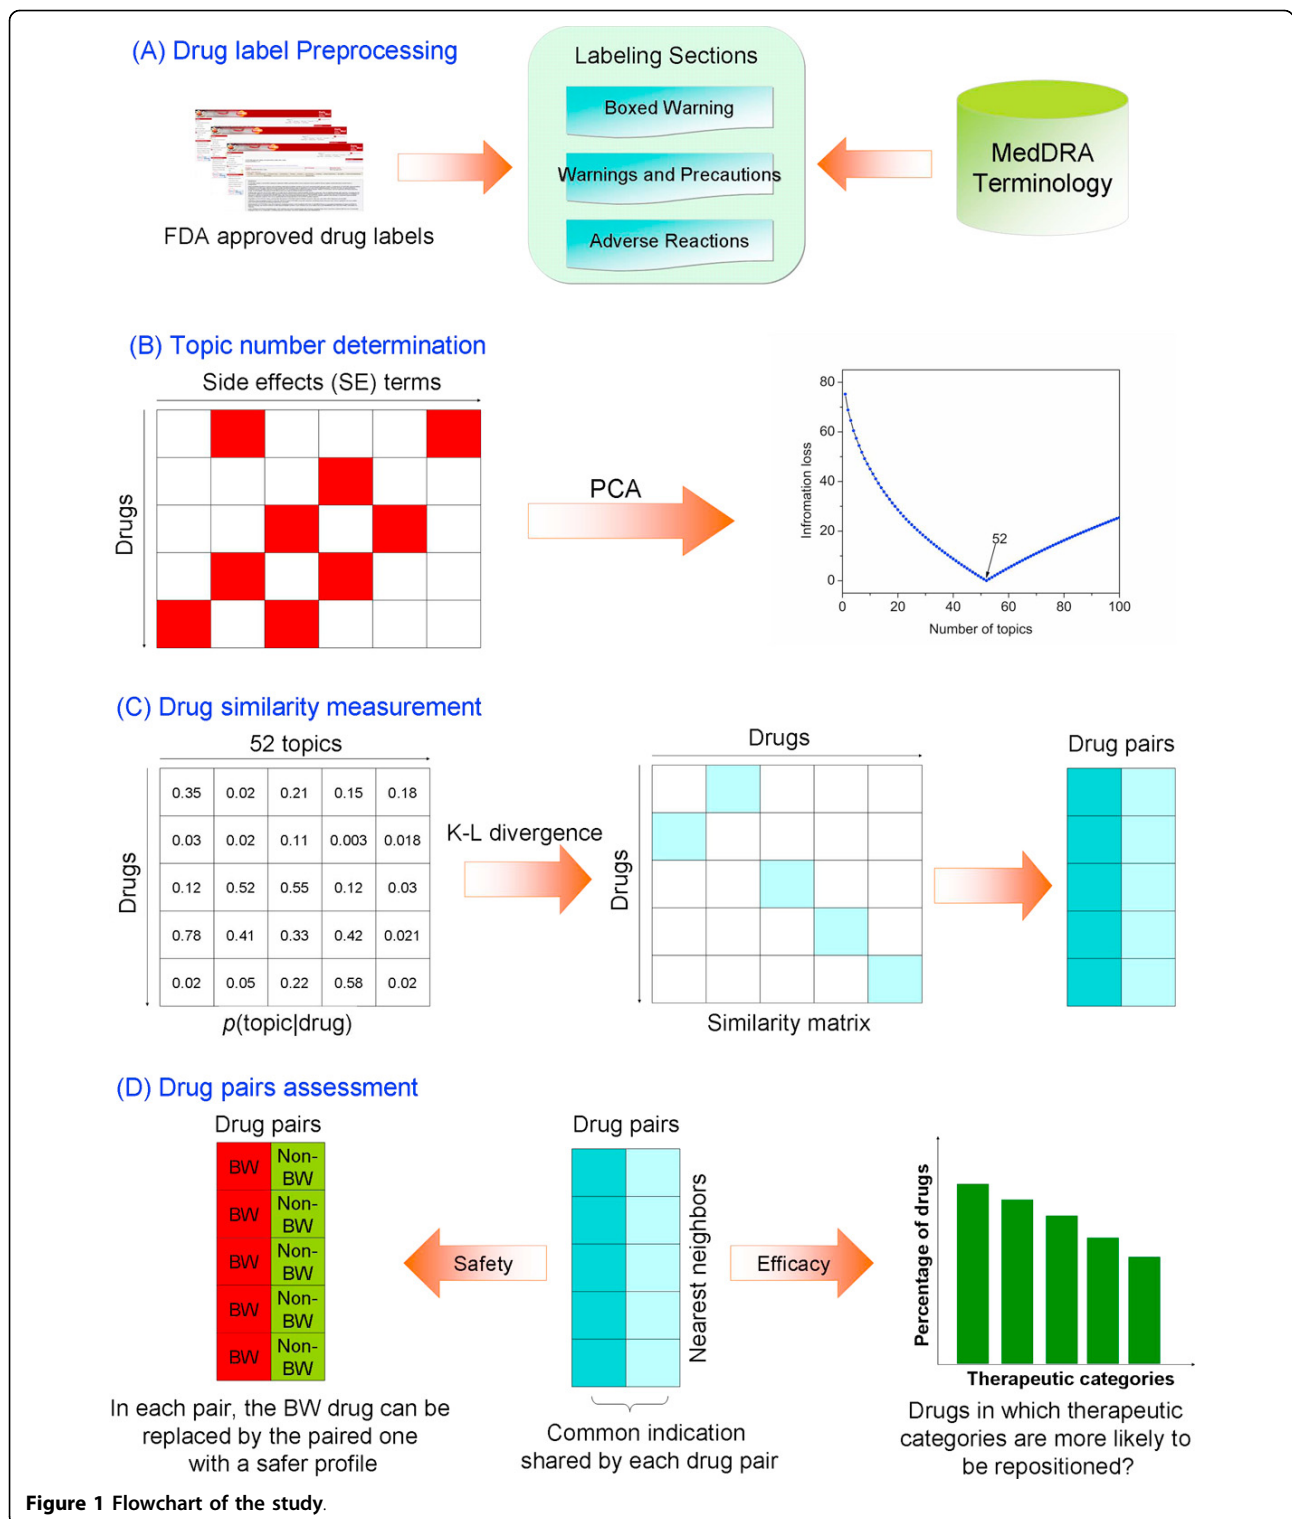 (A) Drug label Preprocessing
Labeling Sections
Boxed Warning
Warnings and Precautions
Adverse Reactions
FDA approved drug labels
MedDRA
Terminology
(B) Topic number determination
Side effects (SE) terms
Drugs
PCA
Infromation loss
80
60
40
20
0
52
0
20
40
60
80
100
Number of topics
(C) Drug similarity measurement
52 topics
Drugs
0.35 0.02 0.21 0.15 0.18
0.03 0.02 0.11 0.003 0.018
0.12 0.52 0.55 0.12 0.03
0.78 0.41 0.33 0.42 0.021
0.02 0.05 0.22 0.58 0.02
p(topic|drug)
K-L divergence
Drugs
Drugs
Similarity matrix
Drug pairs
(D) Drug pairs assessment
Drug pairs
BW
Non-
BW
BW
Non-
BW
BW
Non-
BW
BW
Non-
BW
BW
Non-
BW
In each pair, the BW drug can be
replaced by the paired one
with a safer profile
Safety
Drug pairs
Nearest neighbors
Common indication
shared by each drug pair
Efficacy
Percentage of drugs
Therapeutic categories
Drugs in which therapeutic
categories are more likely to
be repositioned?
Figure 1 Flowchart of the study.